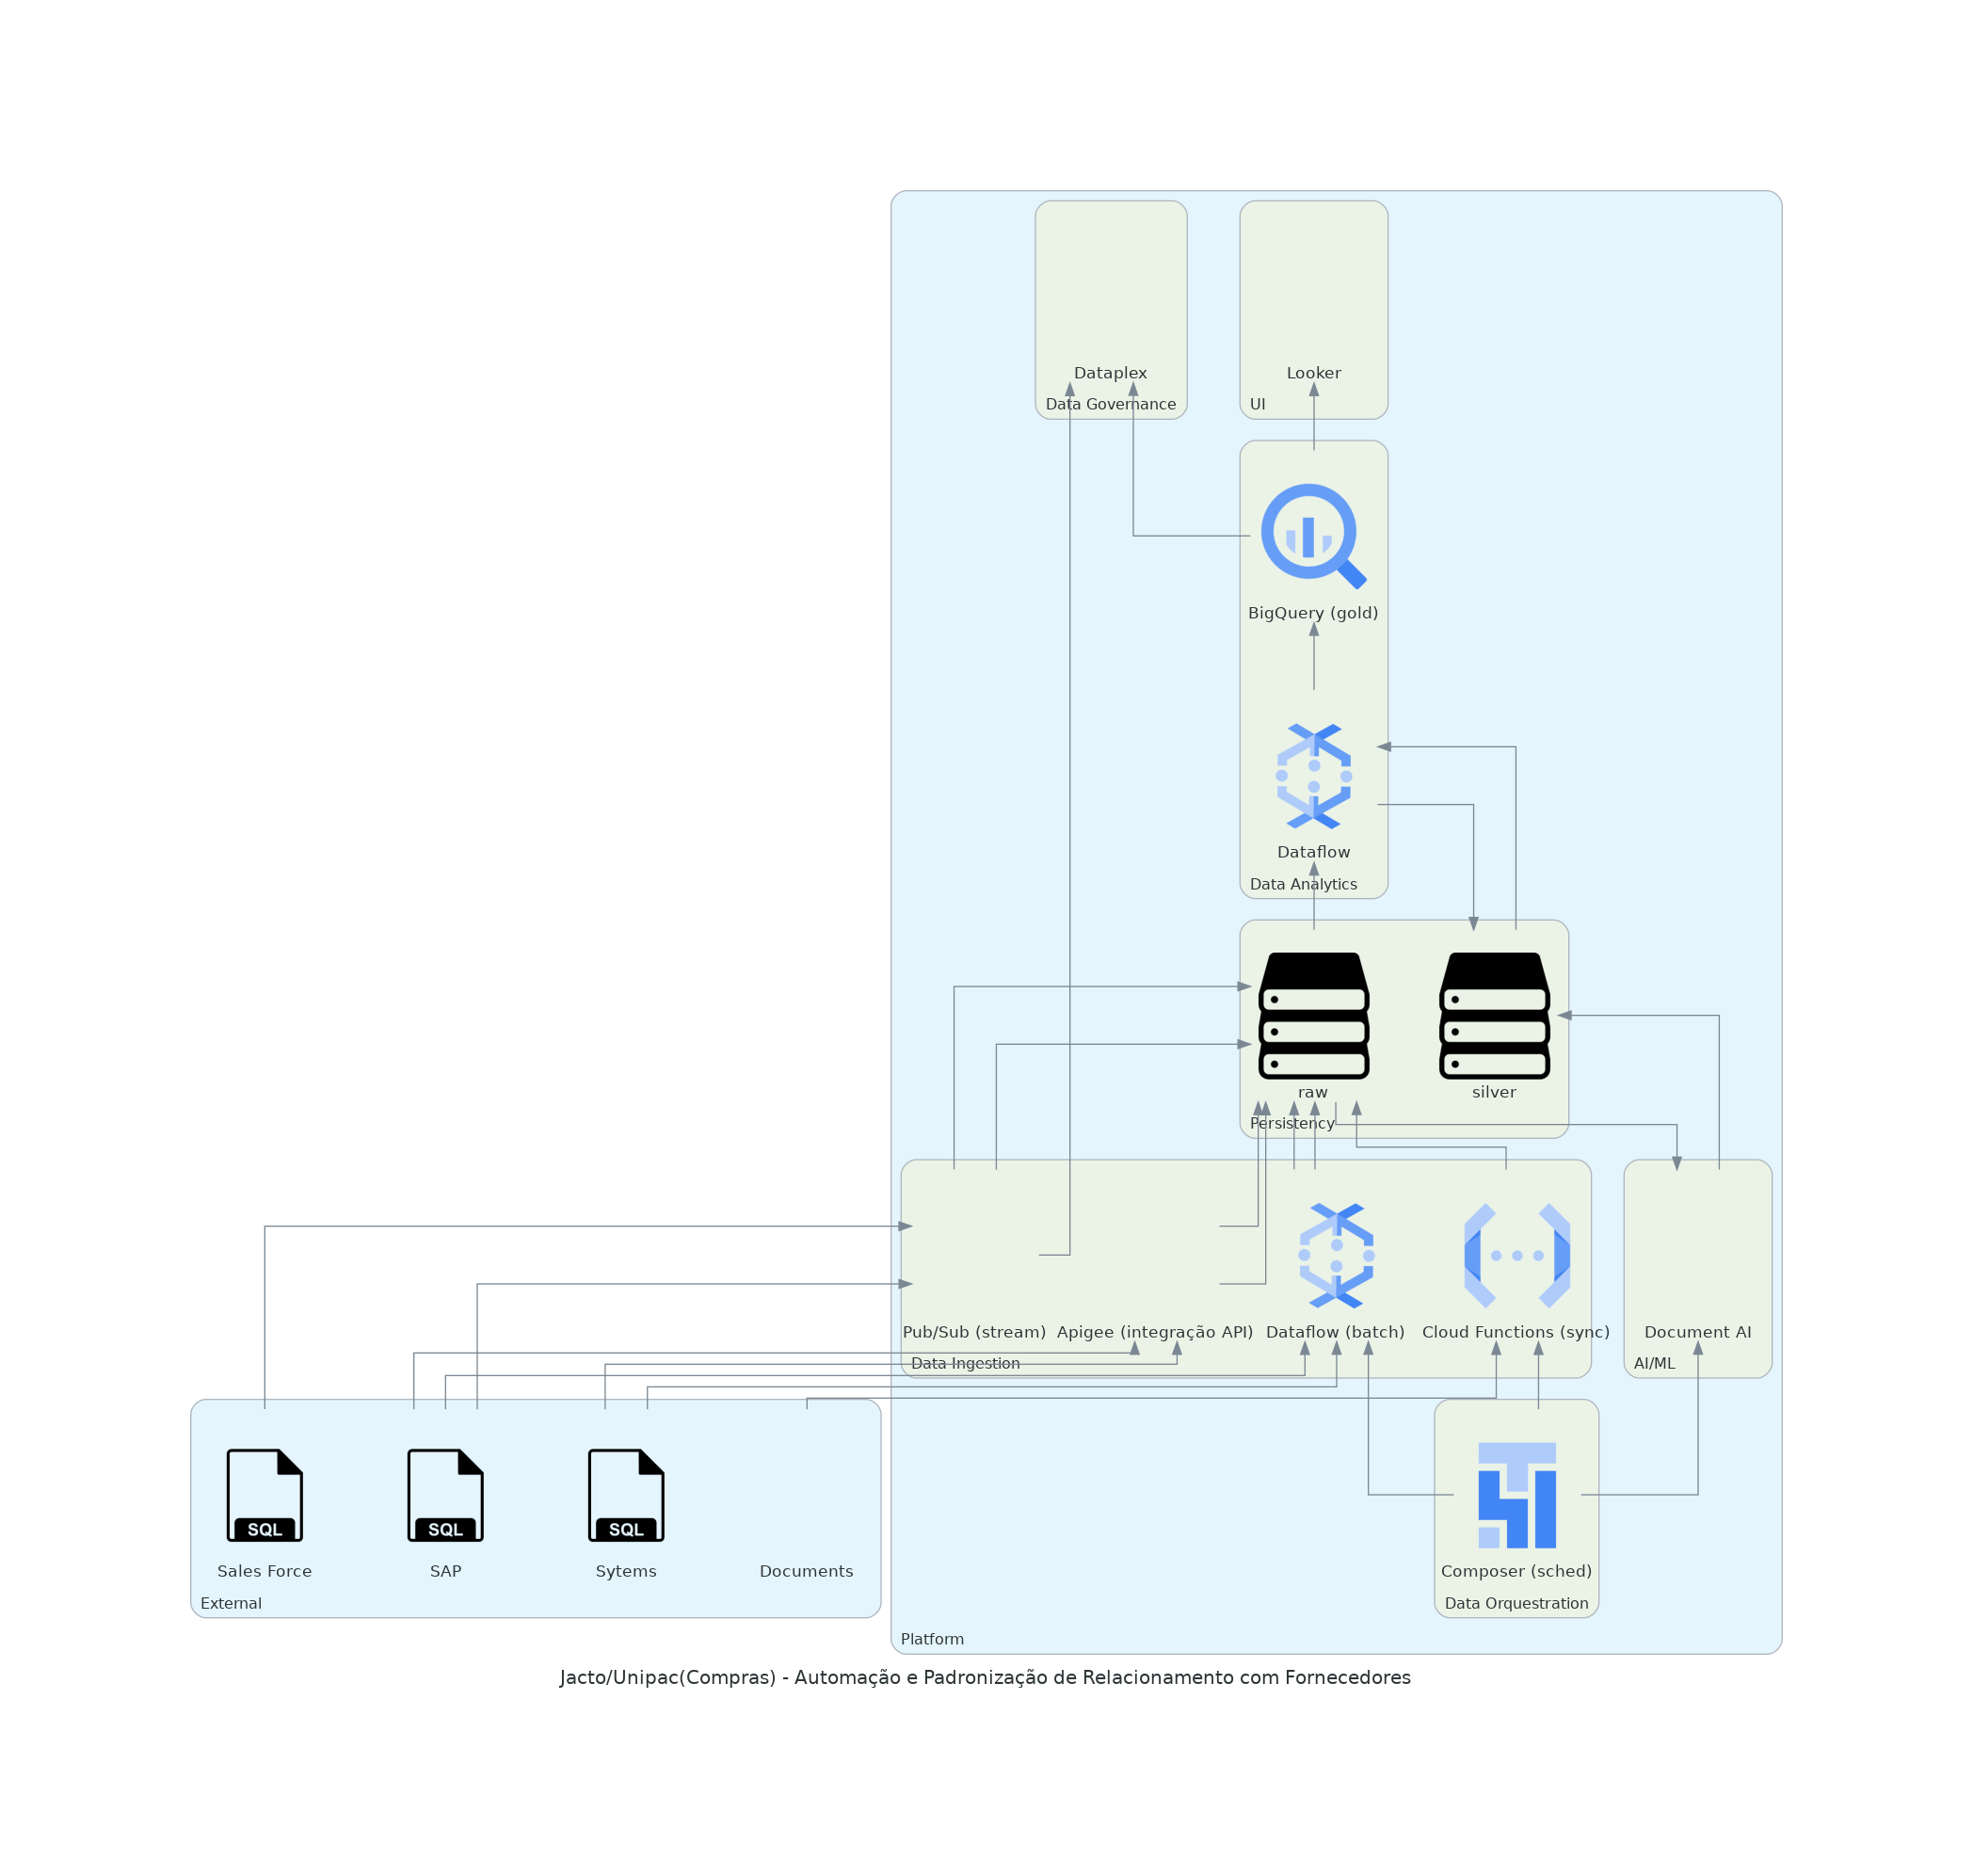 Dataplex
Looker
Data Governance
UI
BigQuery (gold)
Dataflow
Data Analytics
raw
silver
Persistency
Pub/Sub (stream)
Apigee (integração API)
Dataflow (batch)
Cloud Functions (sync)
Document AI
Data Ingestion
AI/ML
SQL
SQL
SQL
Sales Force
SAP
Sytems
Documents
Composer (sched)
External
Data Orquestration
Platform
Jacto/Unipac(Compras) - Automação e Padronização de Relacionamento com Fornecedores